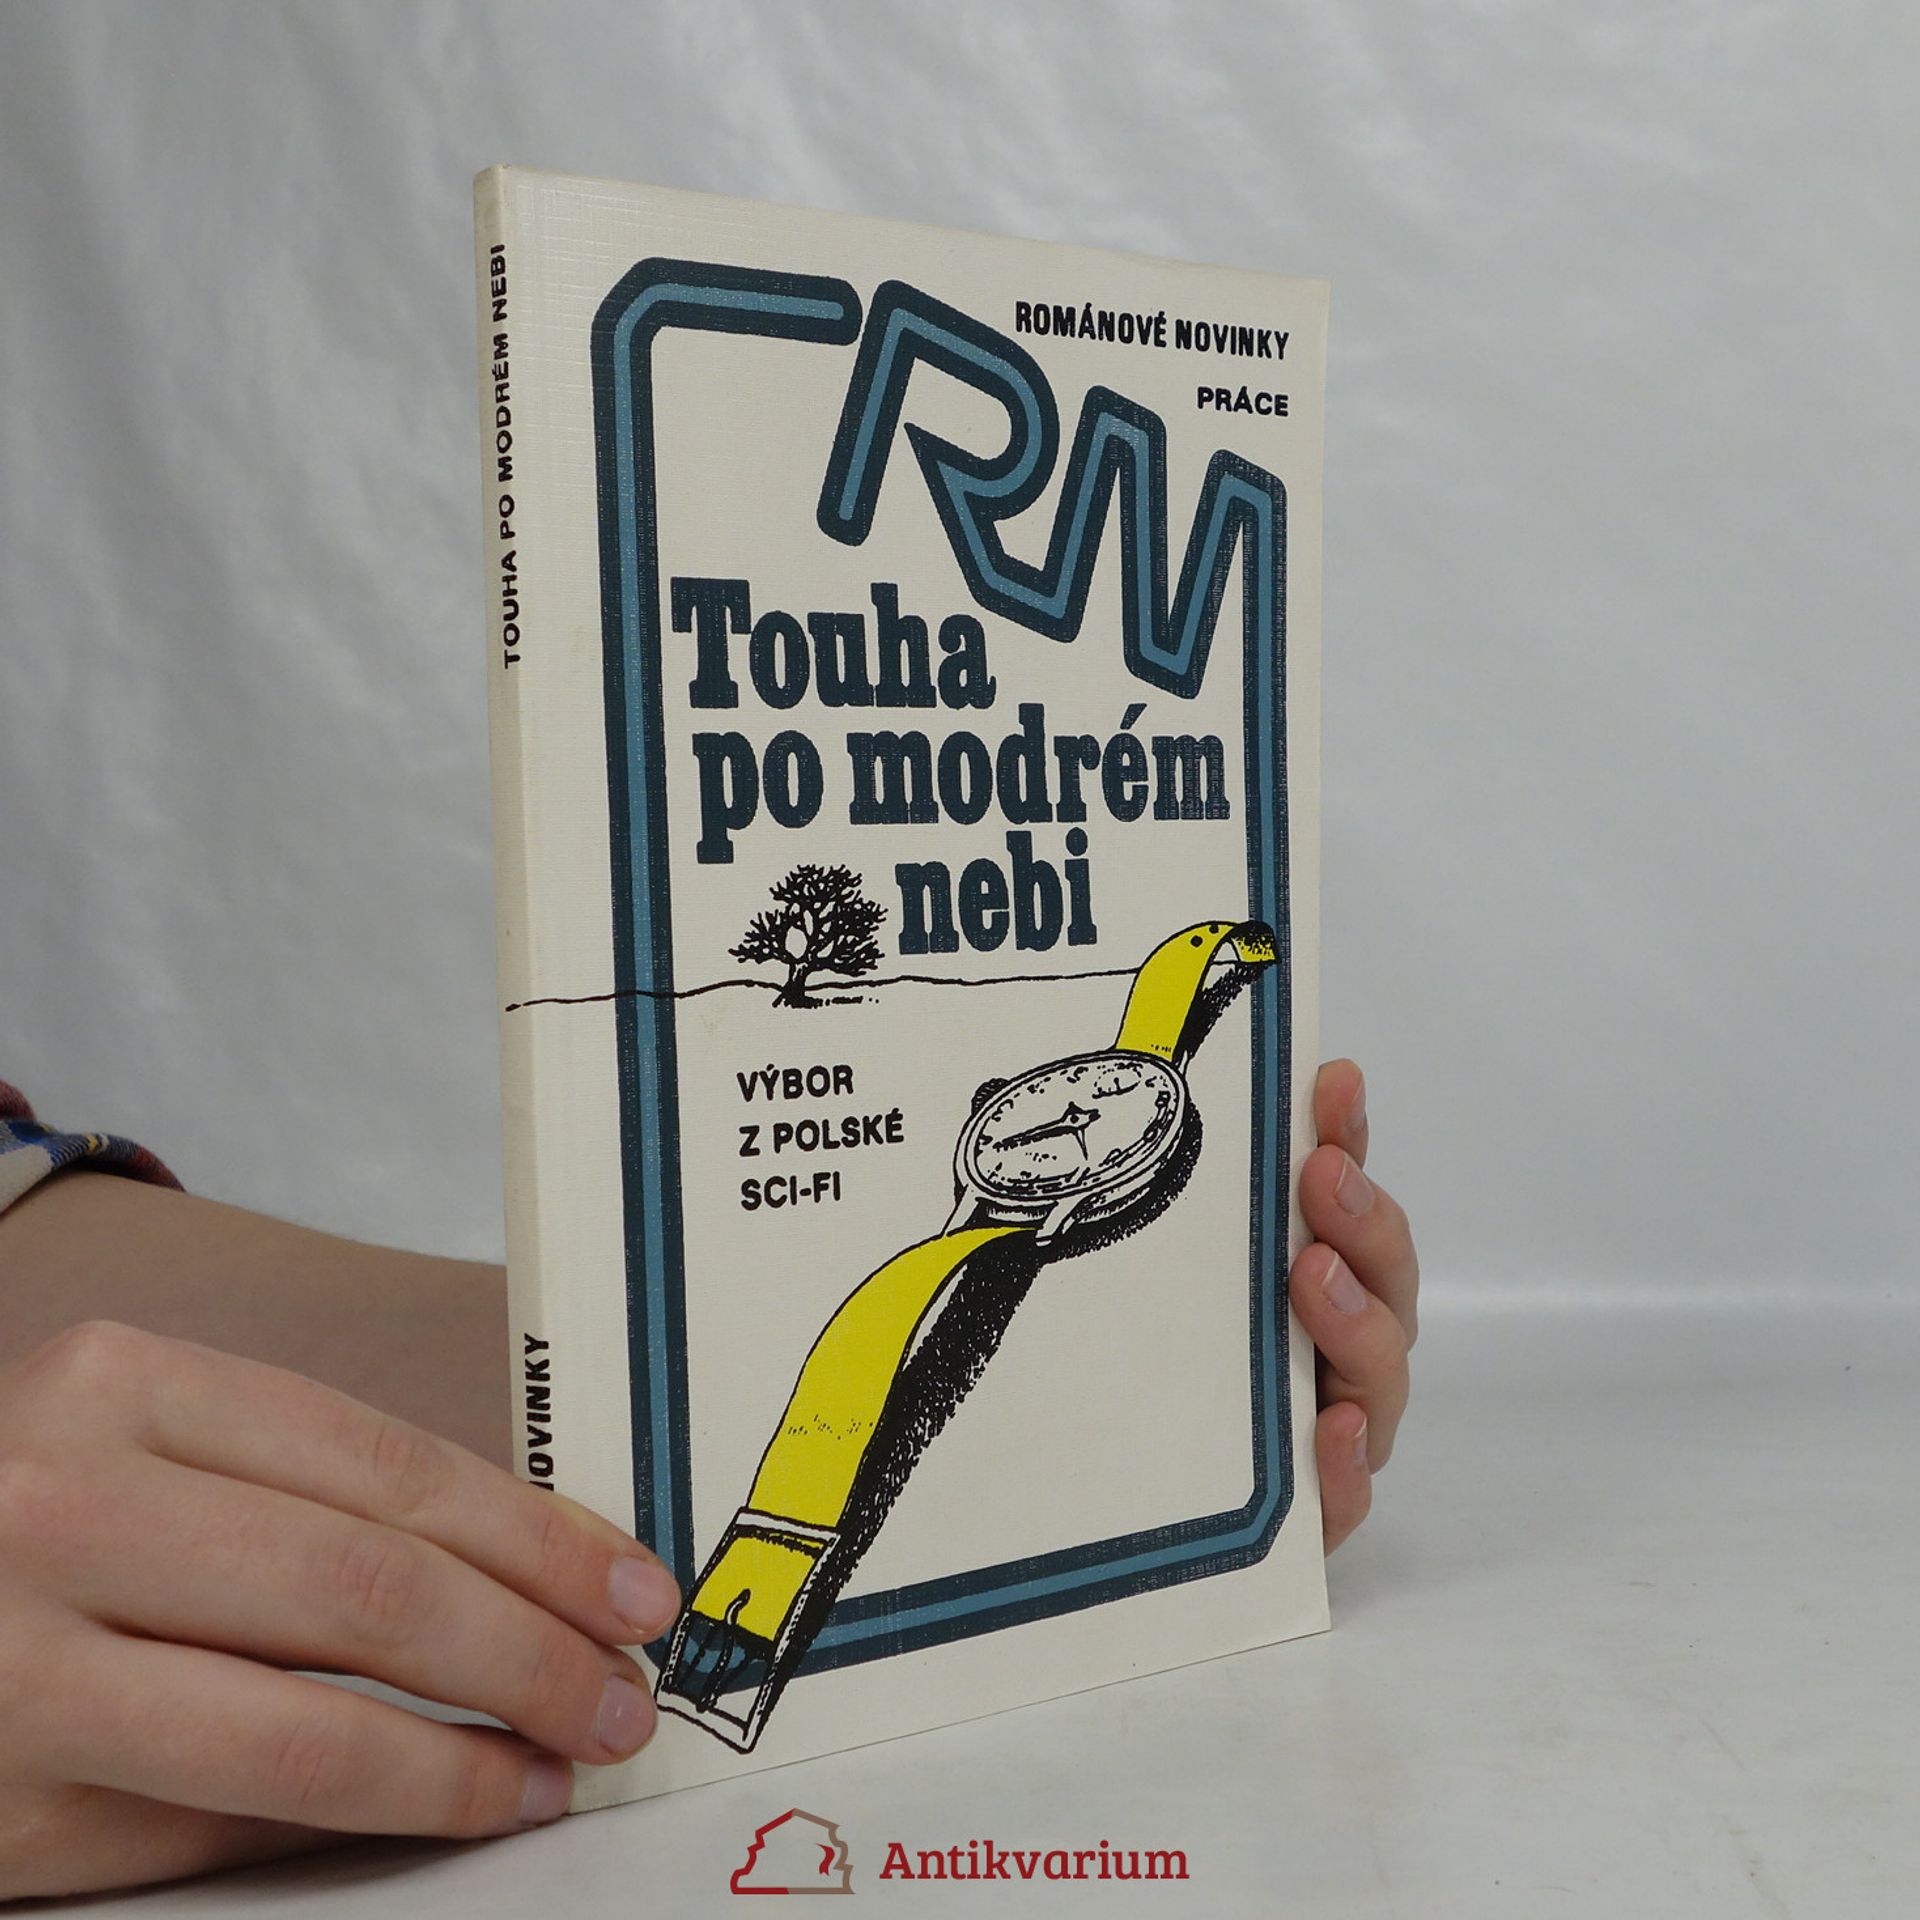 TOUHA PO MODRÉM NEBI
ROMÁNOVÉ NOVINKY
PRÁCE
RN
Touha
po modrém
nebi
VÝBOR
Z POLSKÉ
SCI-FI
NOVINKY
Antikvarium